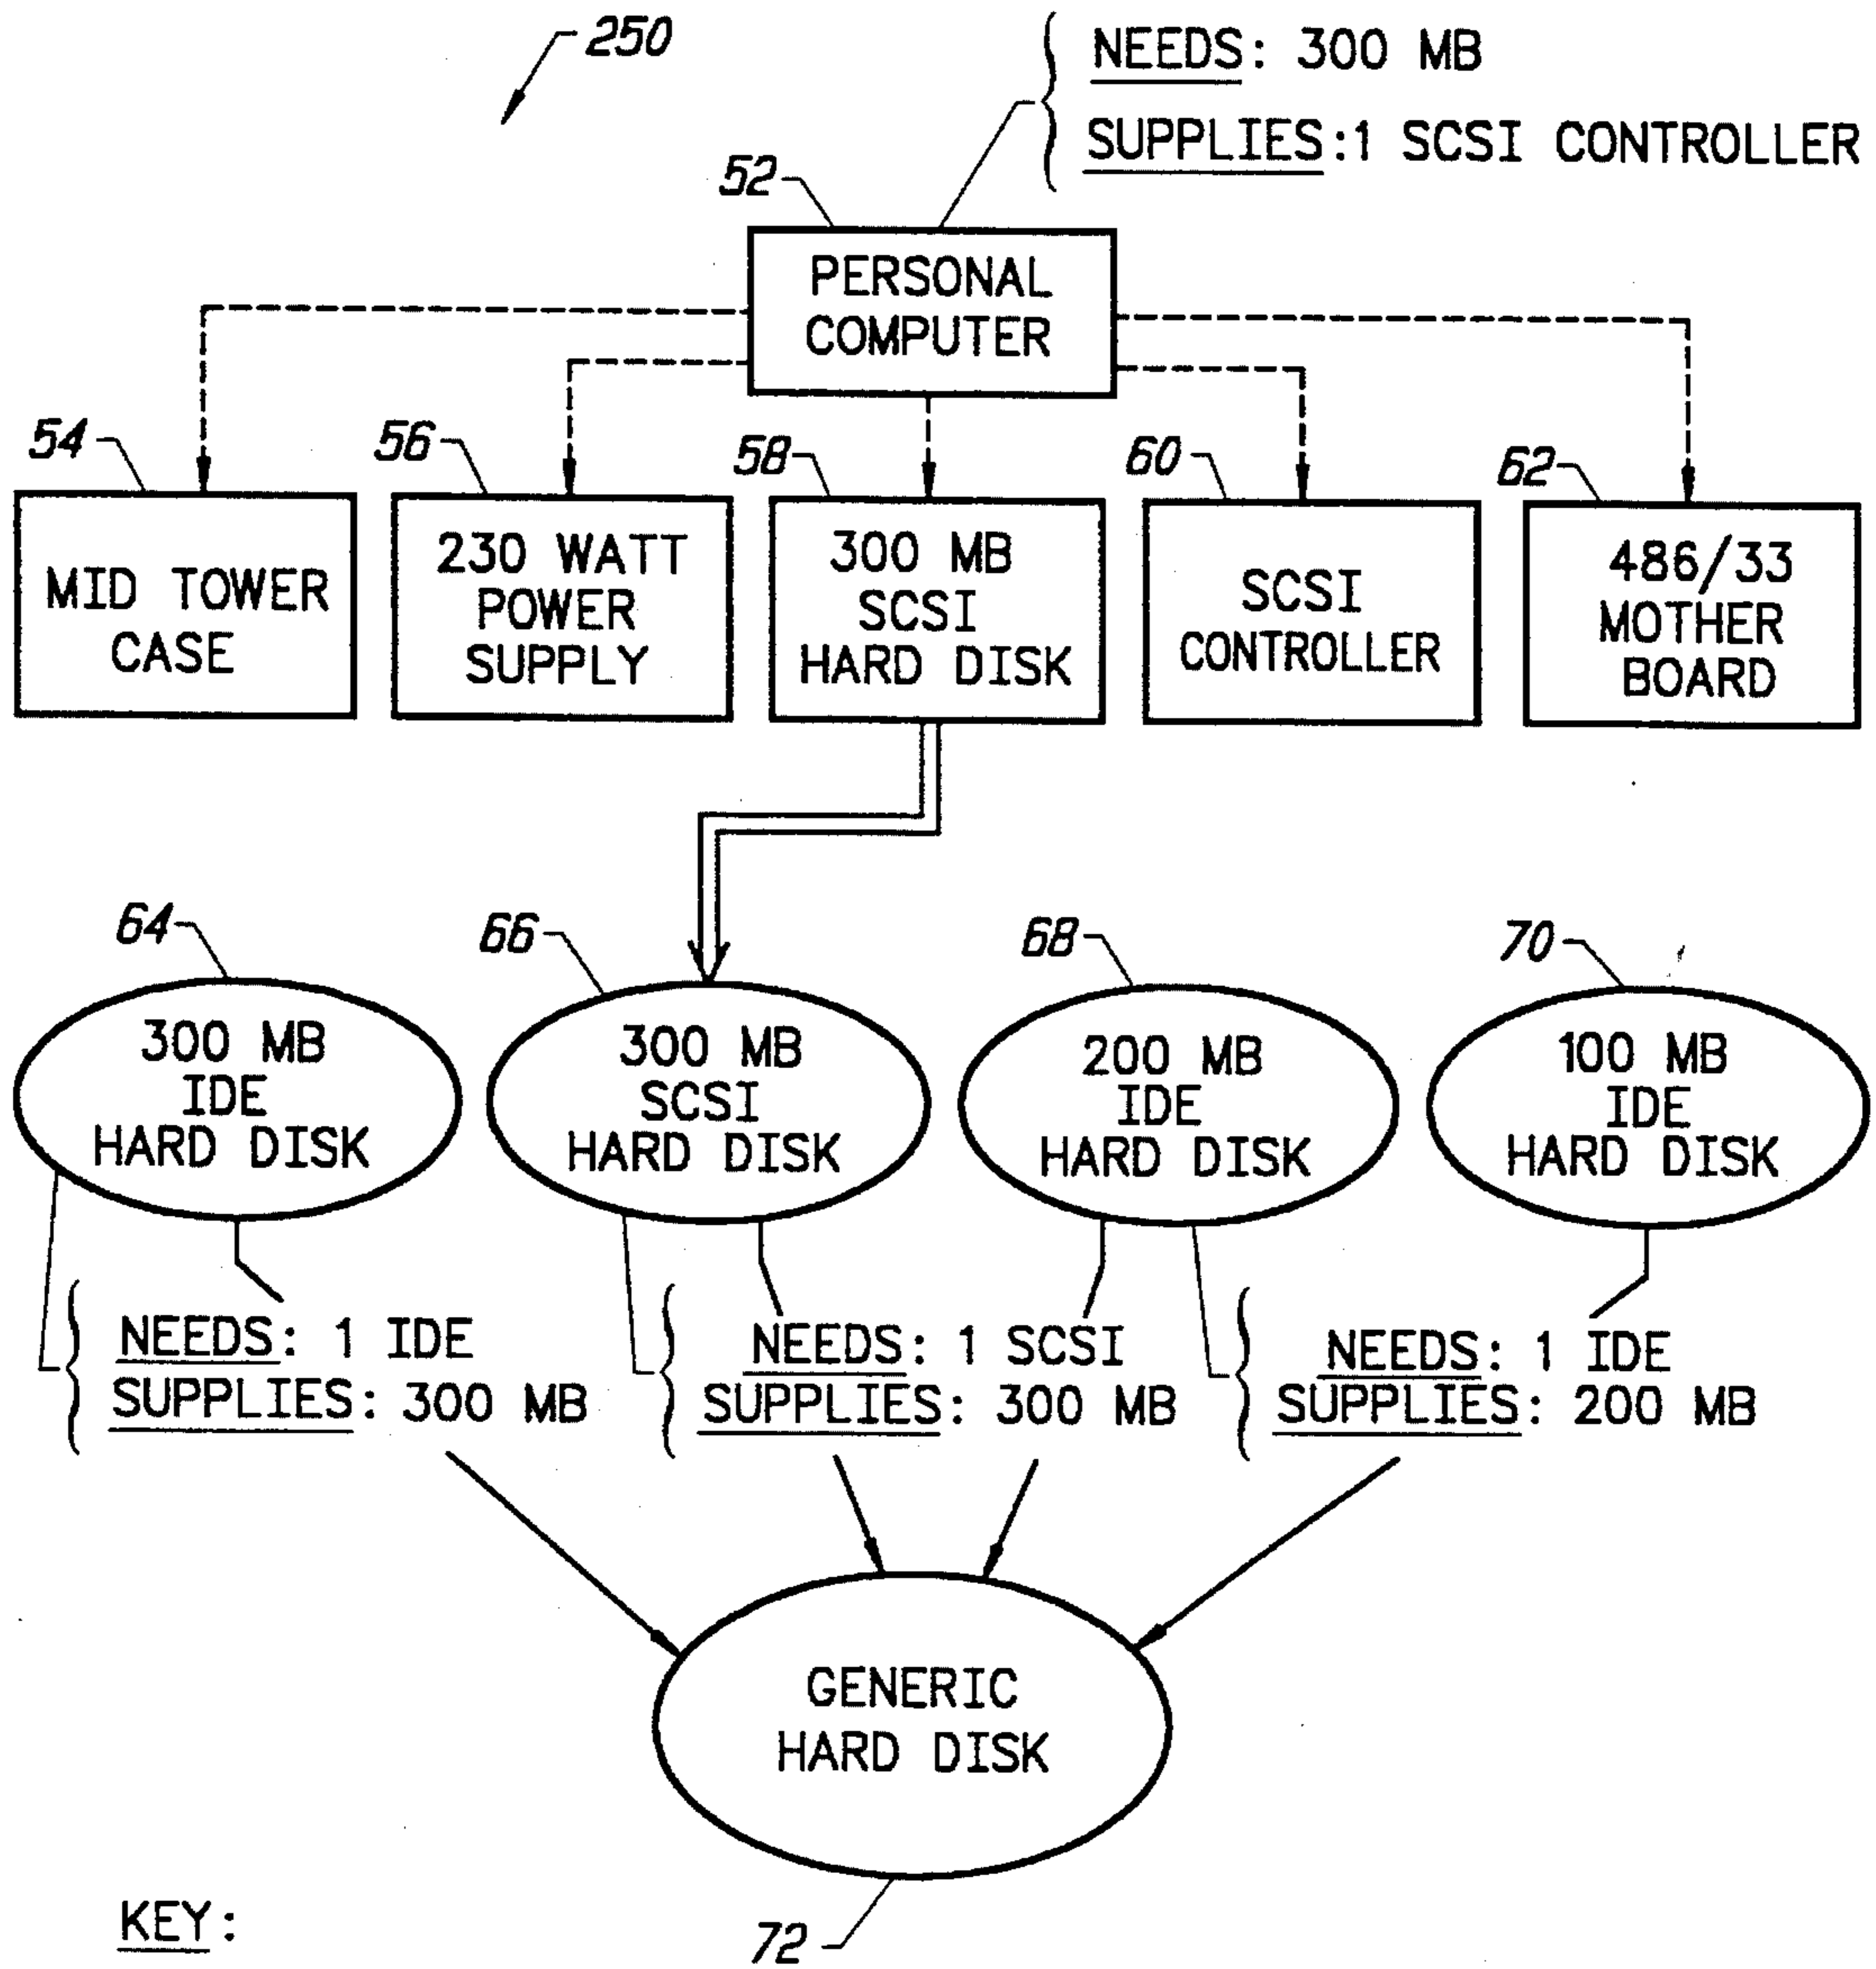 250
NEEDS: 300 MB
SUPPLIES:1 SCSI CONTROLLER
52
PERSONAL
COMPUTER
54
56
58
60
62
MID TOWER
CASE
230 WATT
POWER
SUPPLY
300 MB
SCSI
HARD DISK
SCSI
CONTROLLER
486/33
MOTHER
BOARD
64
66
68
70
300 MB
IDE
HARD DISK
300 MB
SCSI
HARD DISK
200 MB
IDE
HARD DISK
100 MB
IDE
HARD DISK
NEEDS: 1 IDE
SUPPLIES: 300 MB
NEEDS: 1 SCSI
SUPPLIES: 300 MB
NEEDS: 1 IDE
SUPPLIES: 200 MB
GENERIC
HARD DISK
72
KEY: